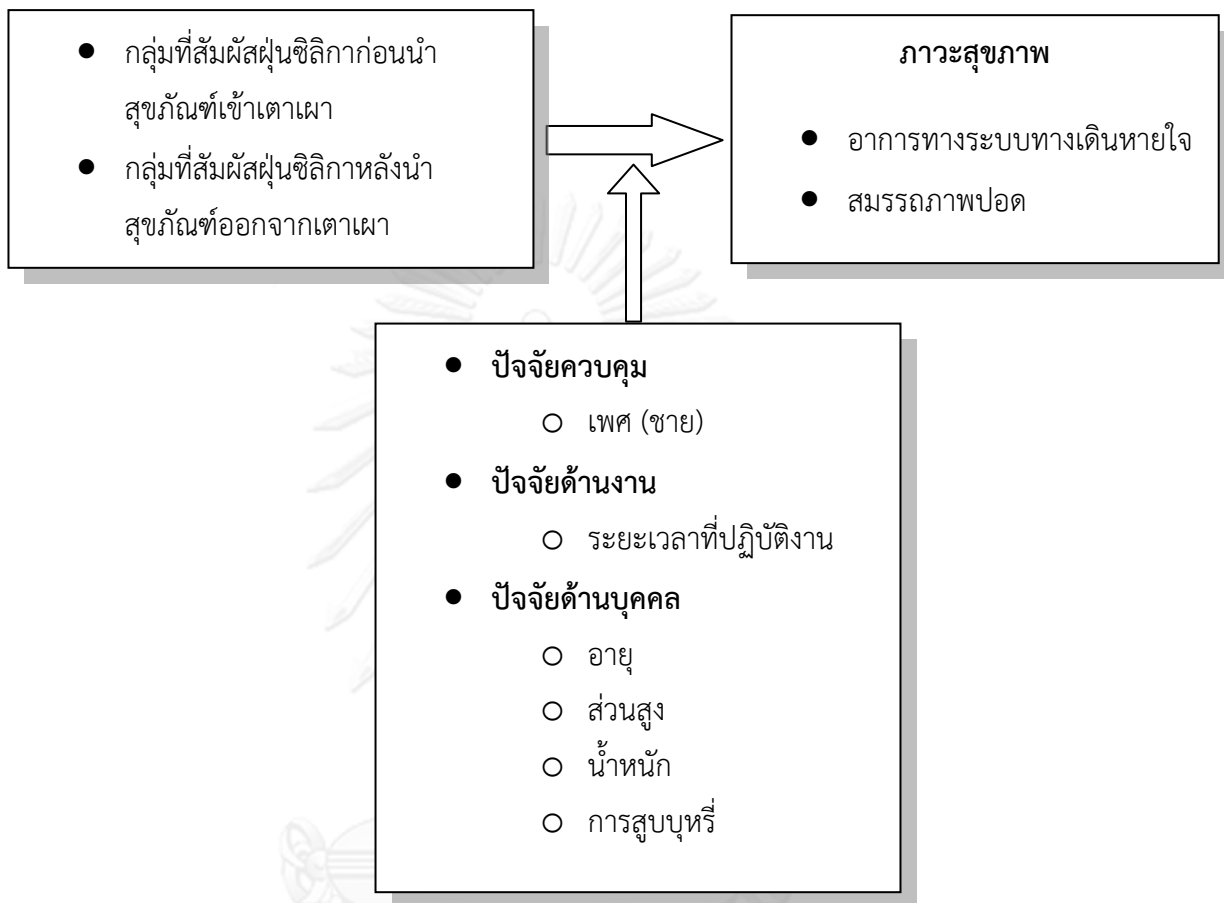 ● กลุ่มที่สัมผัสฝุ่นซิลิกาก่อนนำ
สุขภัณฑ์เข้าเตาเผา
● กลุ่มที่สัมผัสฝุ่นซิลิกาหลังนำ
สุขภัณฑ์ออกจากเตาเผา
ภาวะสุขภาพ
● อาการทางระบบทางเดินหายใจ
● สมรรถภาพปอด
● ปัจจัยควบคุม
○ เพศ (ชาย)
● ปัจจัยด้านงาน
○ ระยะเวลาที่ปฏิบัติงาน
● ปัจจัยด้านบุคคล
○ อายุ
○ ส่วนสูง
○ น้ำหนัก
○ การสูบบุหรี่